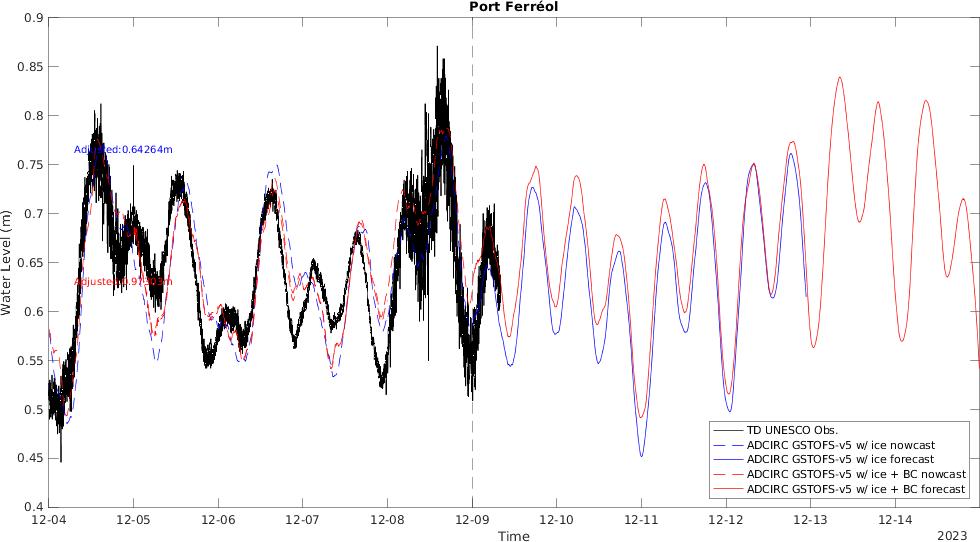 Port Ferréol
0.9
0.85
0.8
0.75
0.7
0.65
0.6
0.55
0.5
0.45
0.4
Water Level (m)
Adjusted:0.64264m
12-04
12-05
12-06
12-07
12-08
12-09
12-10
12-11
12-12
12-13
12-14
Time
2023
TD UNESCO Obs.
ADCIRC GSTOFS-v5 w/ ice nowcast
ADCIRC GSTOFS-v5 w/ ice forecast
ADCIRC GSTOFS-v5 w/ ice + BC nowcast
ADCIRC GSTOFS-v5 w/ ice + BC forecast